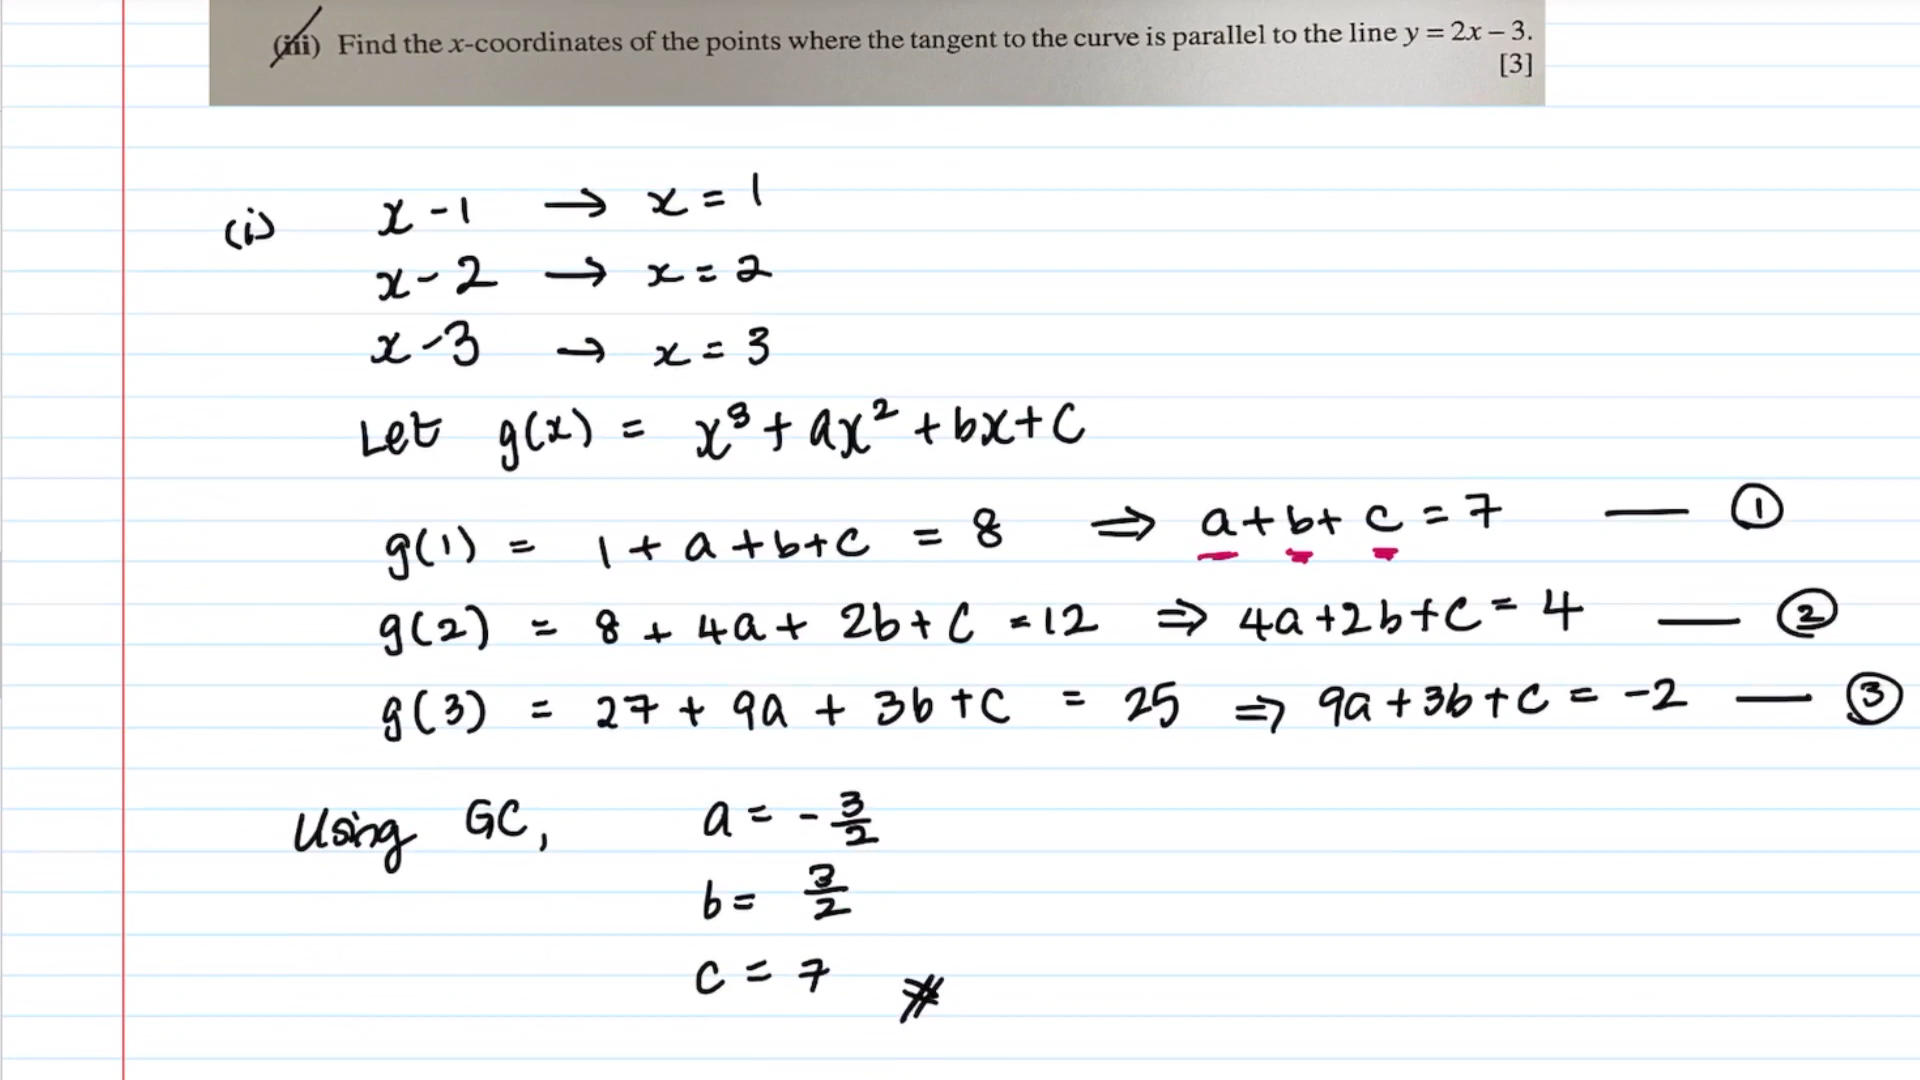 (iii) Find the x-coordinates of the points where the tangent to the curve is parallel to the line y = 2x – 3.
[3]
(i) x - 1 → x = 1
x - 2 → x = 2
x - 3 → x = 3
Let g(x) = x³ + ax² + bx + c
g(1) = 1 + a + b + c = 8 ⇒ a + b + c = 7 — ①
g(2) = 8 + 4a + 2b + c = 12 ⇒ 4a + 2b + c = 4 — ②
g(3) = 27 + 9a + 3b + c = 25 ⇒ 9a + 3b + c = -2 — ③
Using GC, a = - 3/2
b = 3/2
c = 7 #